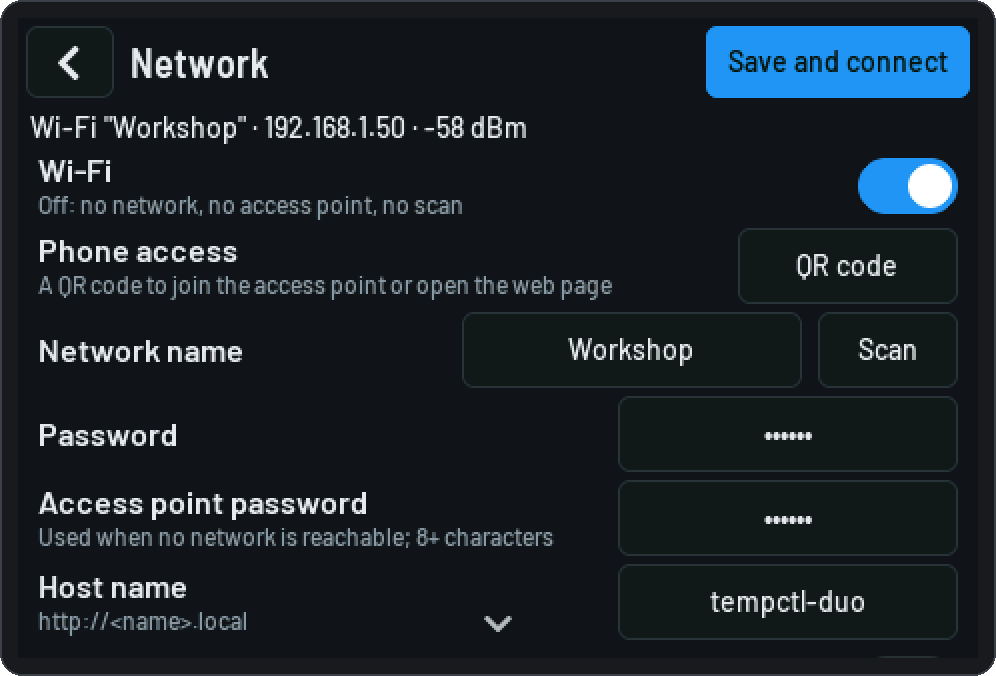 Network
Save and connect
Wi-Fi "Workshop" · 192.168.1.50 · -58 dBm
Wi-Fi
Off: no network, no access point, no scan
Phone access
A QR code to join the access point or open the web page
QR code
Network name
Workshop
Scan
Password
••••••
Access point password
Used when no network is reachable; 8+ characters
••••••
Host name
http://<name>.local
tempctl-duo